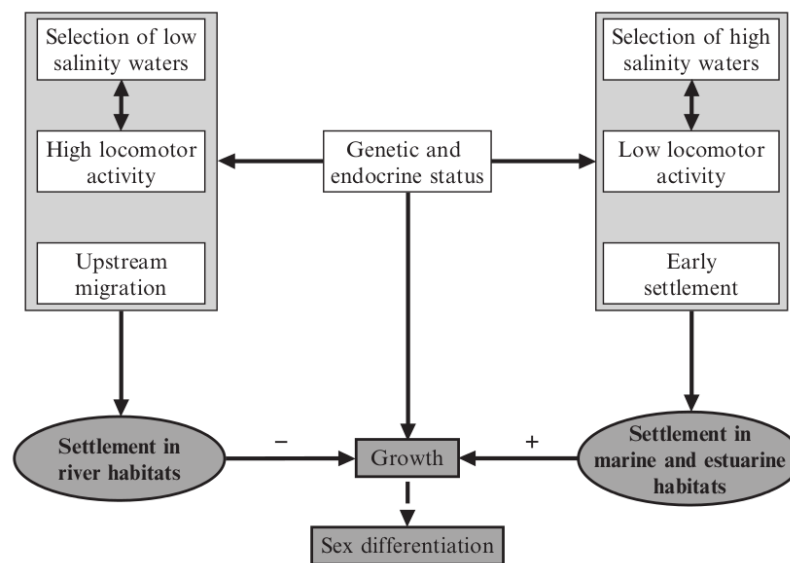 Selection of low
salinity waters
High locomotor
activity
Upstream
migration
Genetic and
endocrine status
Selection of high
salinity waters
Low locomotor
activity
Early
settlement
Settlement in
river habitats
−
Growth
+
Settlement in
marine and estuarine
habitats
Sex differentiation